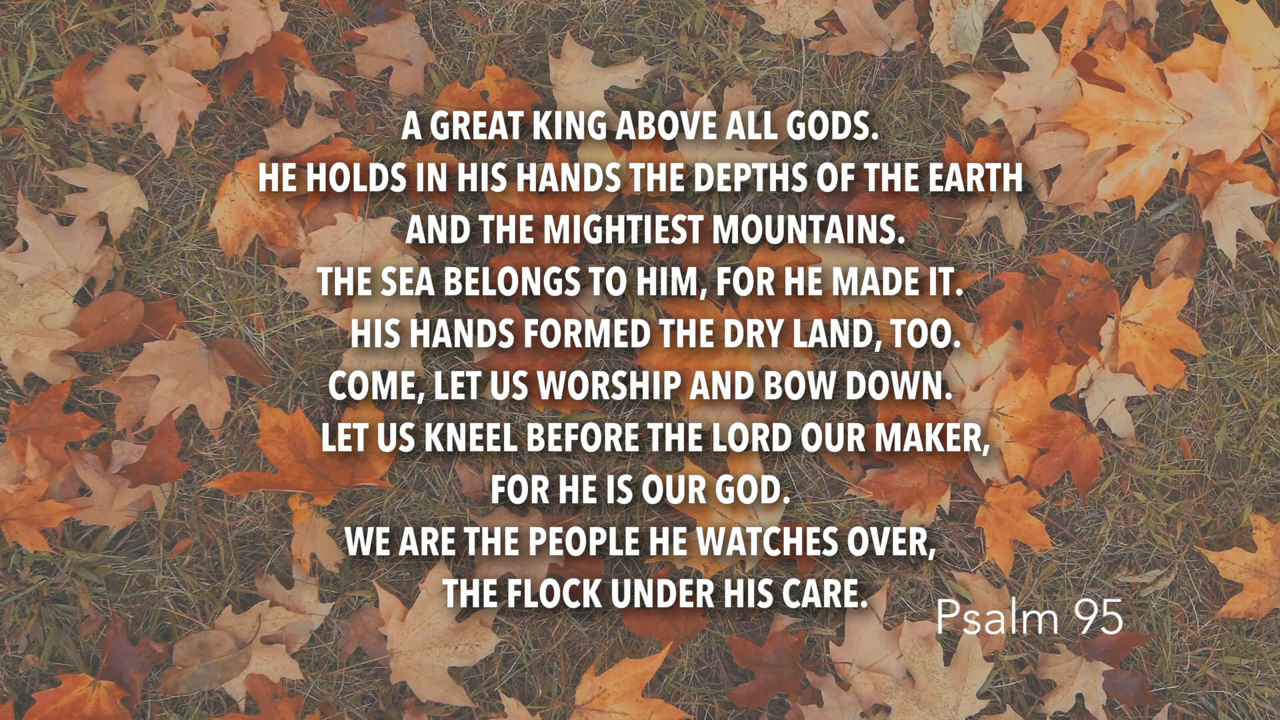 A GREAT KING ABOVE ALL GODS.
HE HOLDS IN HIS HANDS THE DEPTHS OF THE EARTH
AND THE MIGHTIEST MOUNTAINS.
THE SEA BELONGS TO HIM, FOR HE MADE IT.
HIS HANDS FORMED THE DRY LAND, TOO.
COME, LET US WORSHIP AND BOW DOWN.
LET US KNEEL BEFORE THE LORD OUR MAKER,
FOR HE IS OUR GOD.
WE ARE THE PEOPLE HE WATCHES OVER,
THE FLOCK UNDER HIS CARE.
Psalm 95